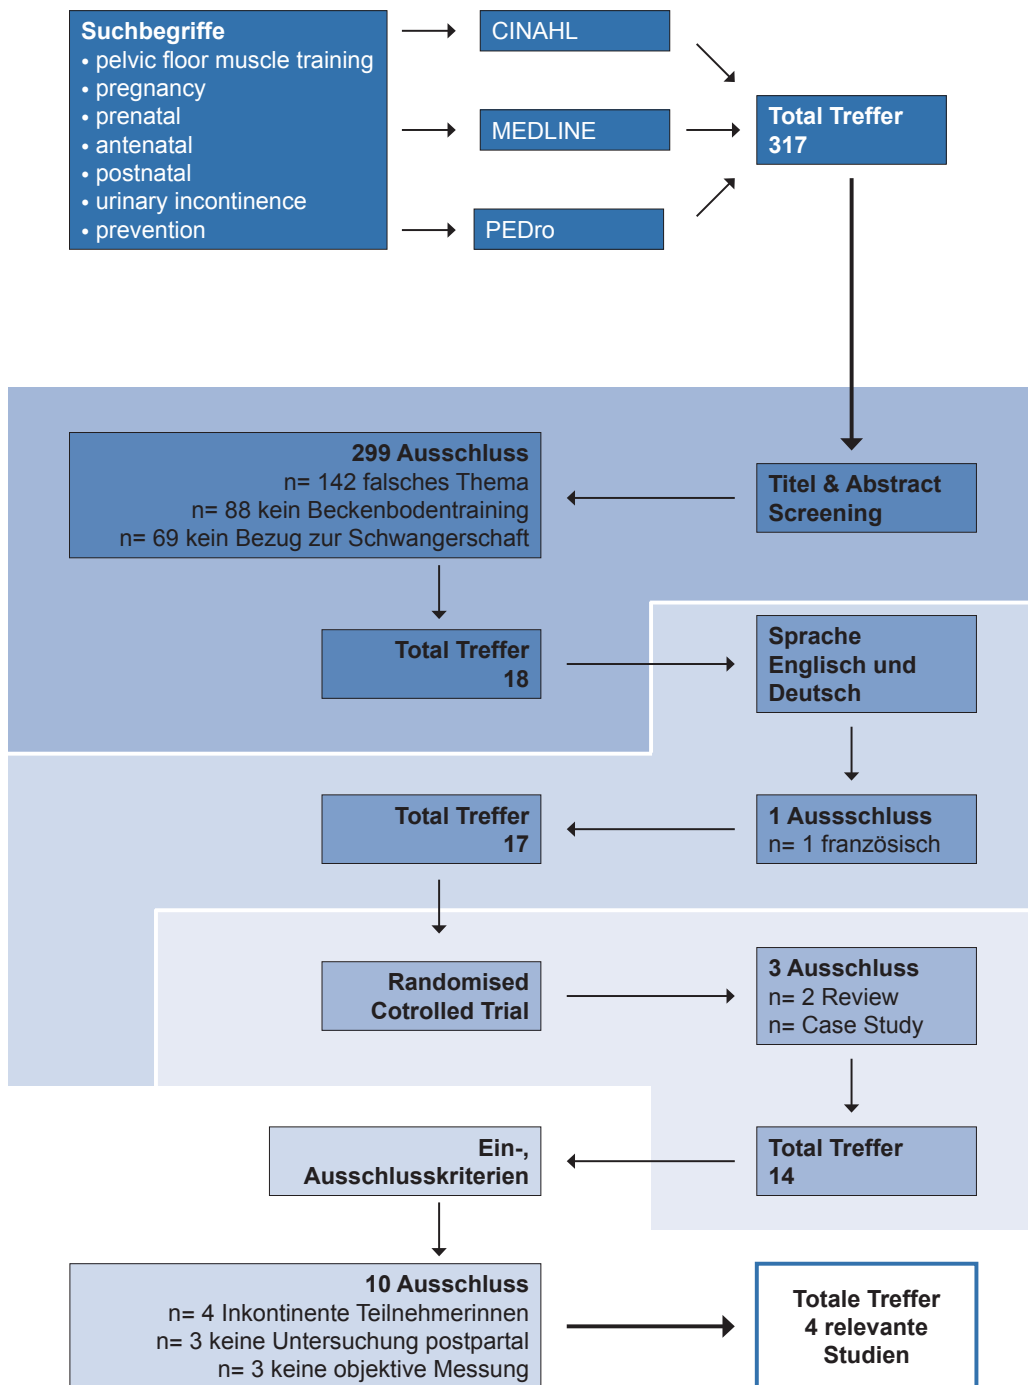 Suchbegriffe
• pelvic floor muscle training
• pregnancy
• prenatal
• antenatal
• postnatal
• urinary incontinence
• prevention
CINAHL
MEDLINE
PEDro
Total Treffer
317
Titel & Abstract
Screening
299 Ausschluss
n= 142 falsches Thema
n= 88 kein Beckenbodentraining
n= 69 kein Bezug zur Schwangerschaft
Total Treffer
18
Sprache
Englisch und
Deutsch
1 Aussschluss
n= 1 französisch
Total Treffer
17
Randomised
Cotrolled Trial
3 Ausschluss
n= 2 Review
n= Case Study
Total Treffer
14
Ein-,
Ausschlusskriterien
10 Ausschluss
n= 4 Inkontinente Teilnehmerinnen
n= 3 keine Untersuchung postpartal
n= 3 keine objektive Messung
Totale Treffer
4 relevante
Studien